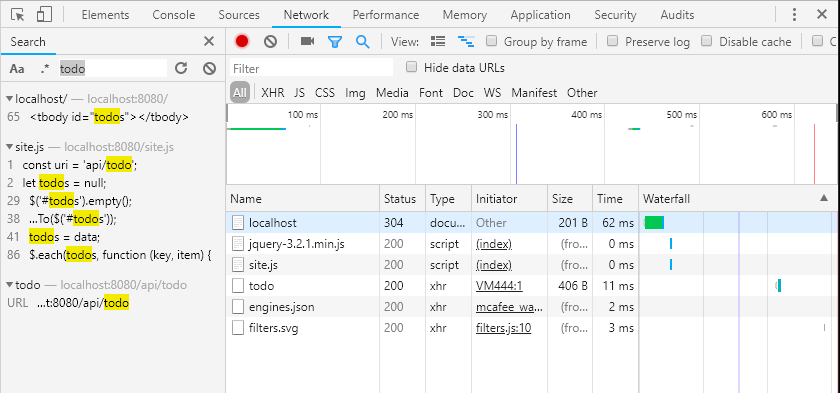 Elements Console Sources Network Performance Memory Application Security Audits
Search
Aa .* todo
localhost/ — localhost:8080/
65 <tbody id="todos"></tbody>
site.js — localhost:8080/site.js
1 const uri = 'api/todo';
2 let todos = null;
29 $('#todos').empty();
38 ...To($('#todos'));
41 todos = data;
86 $.each(todos, function (key, item) {
todo — localhost:8080/api/todo
URL ...t:8080/api/todo
View: Group by frame Preserve log Disable cache
Filter Hide data URLs
All XHR JS CSS Img Media Font Doc WS Manifest Other
100 ms 200 ms 300 ms 400 ms 500 ms 600 ms
Name Status Type Initiator Size Time Waterfall
localhost 304 docu... Other 201 B 62 ms
jquery-3.2.1.min.js 200 script (index) (fro... 0 ms
site.js 200 script (index) (fro... 0 ms
todo 200 xhr VM444:1 406 B 11 ms
engines.json 200 xhr mcafee_wa... (fro... 2 ms
filters.svg 200 xhr filters.js:10 (fro... 3 ms